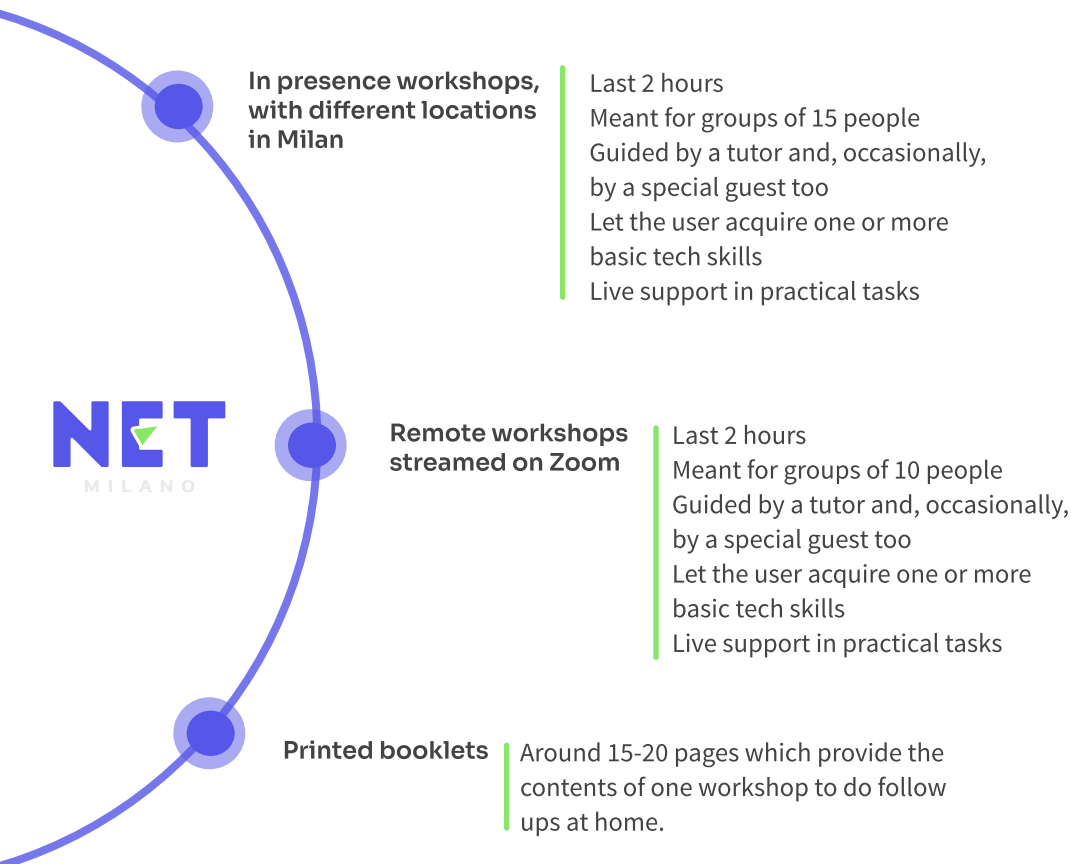 In presence workshops,
with different locations
in Milan
Last 2 hours
Meant for groups of 15 people
Guided by a tutor and, occasionally,
by a special guest too
Let the user acquire one or more
basic tech skills
Live support in practical tasks
NET
MILANO
Remote workshops
streamed on Zoom
Last 2 hours
Meant for groups of 10 people
Guided by a tutor and, occasionally,
by a special guest too
Let the user acquire one or more
basic tech skills
Live support in practical tasks
Printed booklets
Around 15-20 pages which provide the
contents of one workshop to do follow
ups at home.